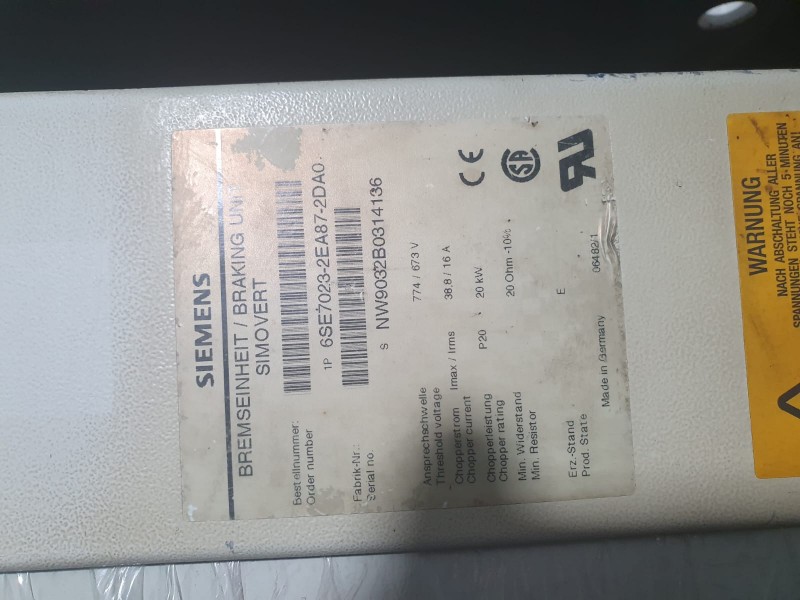 SIEMENS
BREMSEINHEIT / BRAKING UNIT
SIMOVERT
Bestellnummer:
Order number
1P 6SE7023-2EA87-2DA0
Fabrik-Nr.:
Serial no.
S NW9032B0314136
Ansprechschwelle
Threshold voltage 774 / 673 V
Chopperstrom
Chopper current Imax / Irms 38,8 / 16 A
Chopperleistung
Chopper rating P20 20 kW
Min. Widerstand
Min. Resistor 20 Ohm -10%
Erz.-Stand
Prod. State E
Made in Germany 06482/1
CE
SA
WARNUNG
NACH ABSCHALTUNG ALLER
SPANNUNGEN STEHT NOCH 5 MINUTEN
SPANNUNG AN!